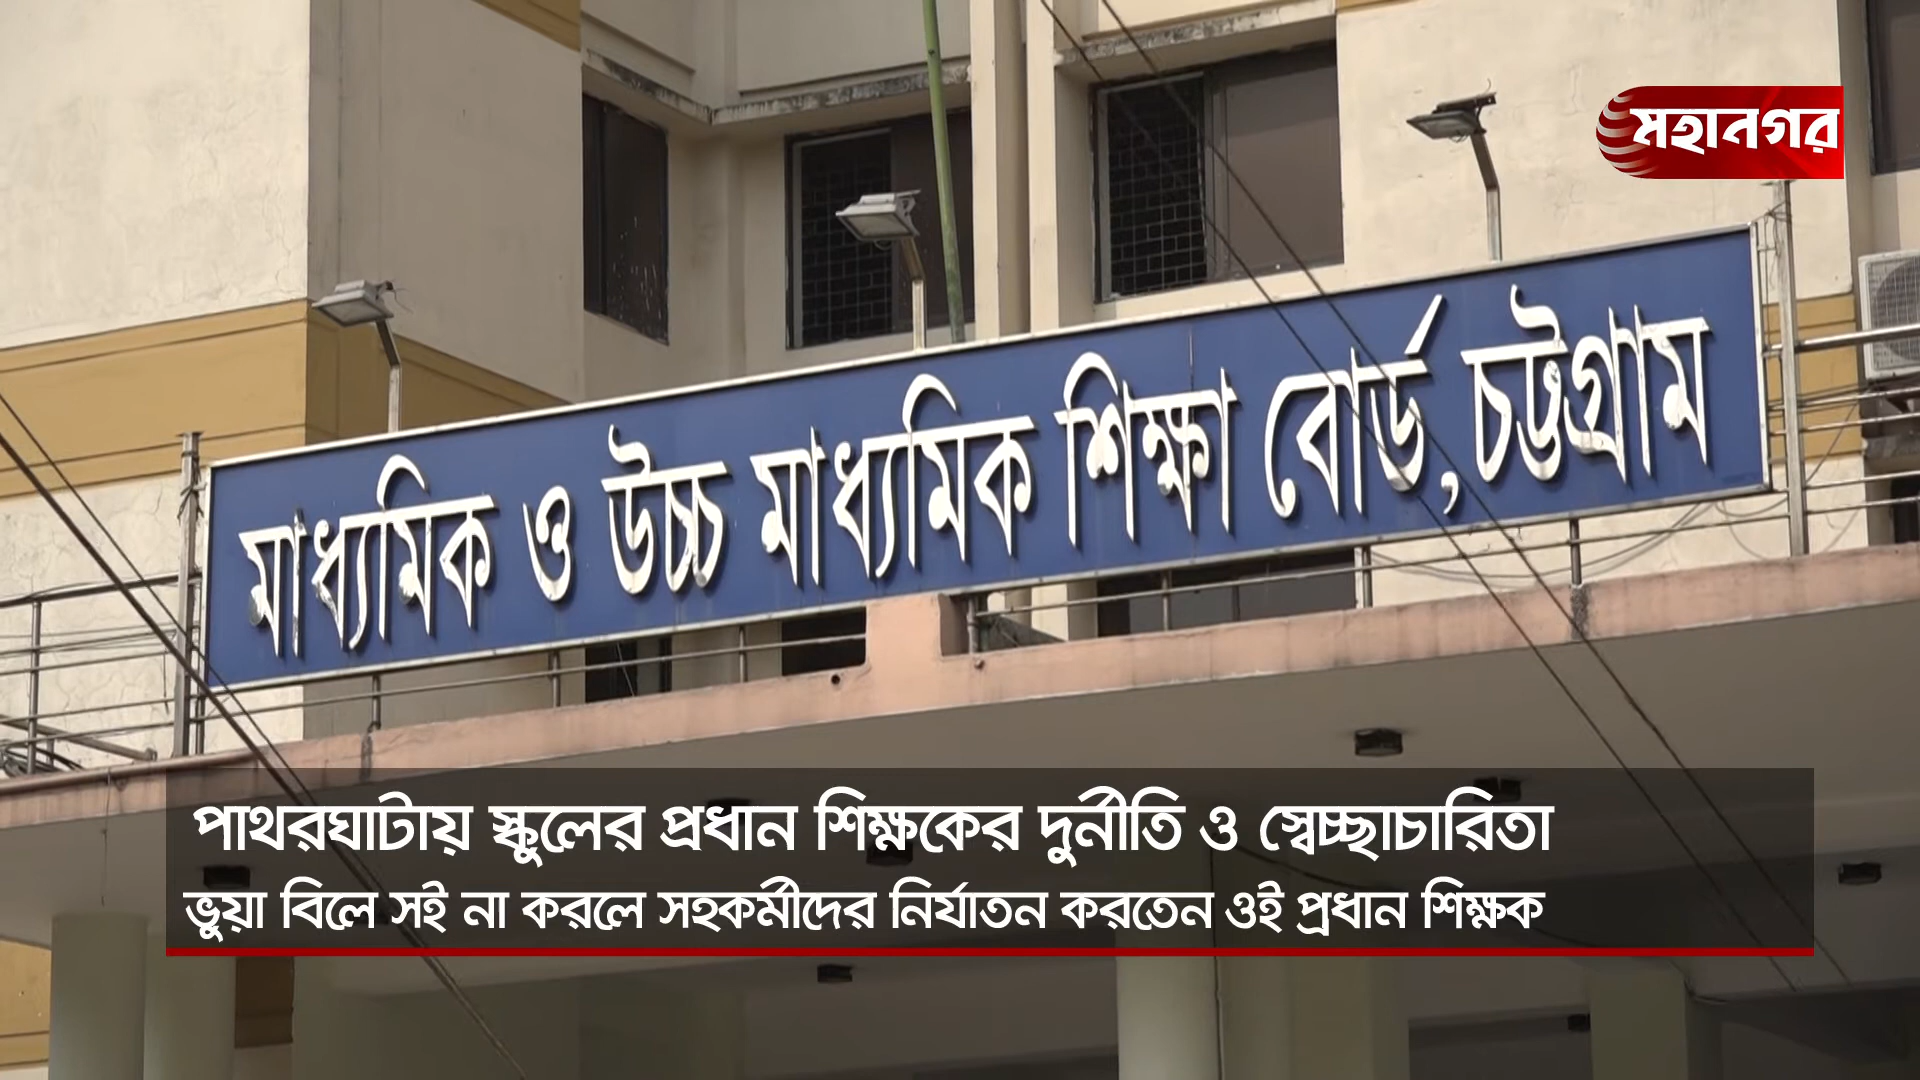 মহানগর
মাধ্যমিক ও উচ্চ মাধ্যমিক শিক্ষা বোর্ড,চট্টগ্রাম
পাথরঘাটায় স্কুলের প্রধান শিক্ষকের দুর্নীতি ও স্বেচ্ছাচারিতা
ভুয়া বিলে সই না করলে সহকর্মীদের নির্যাতন করতেন ওই প্রধান শিক্ষক